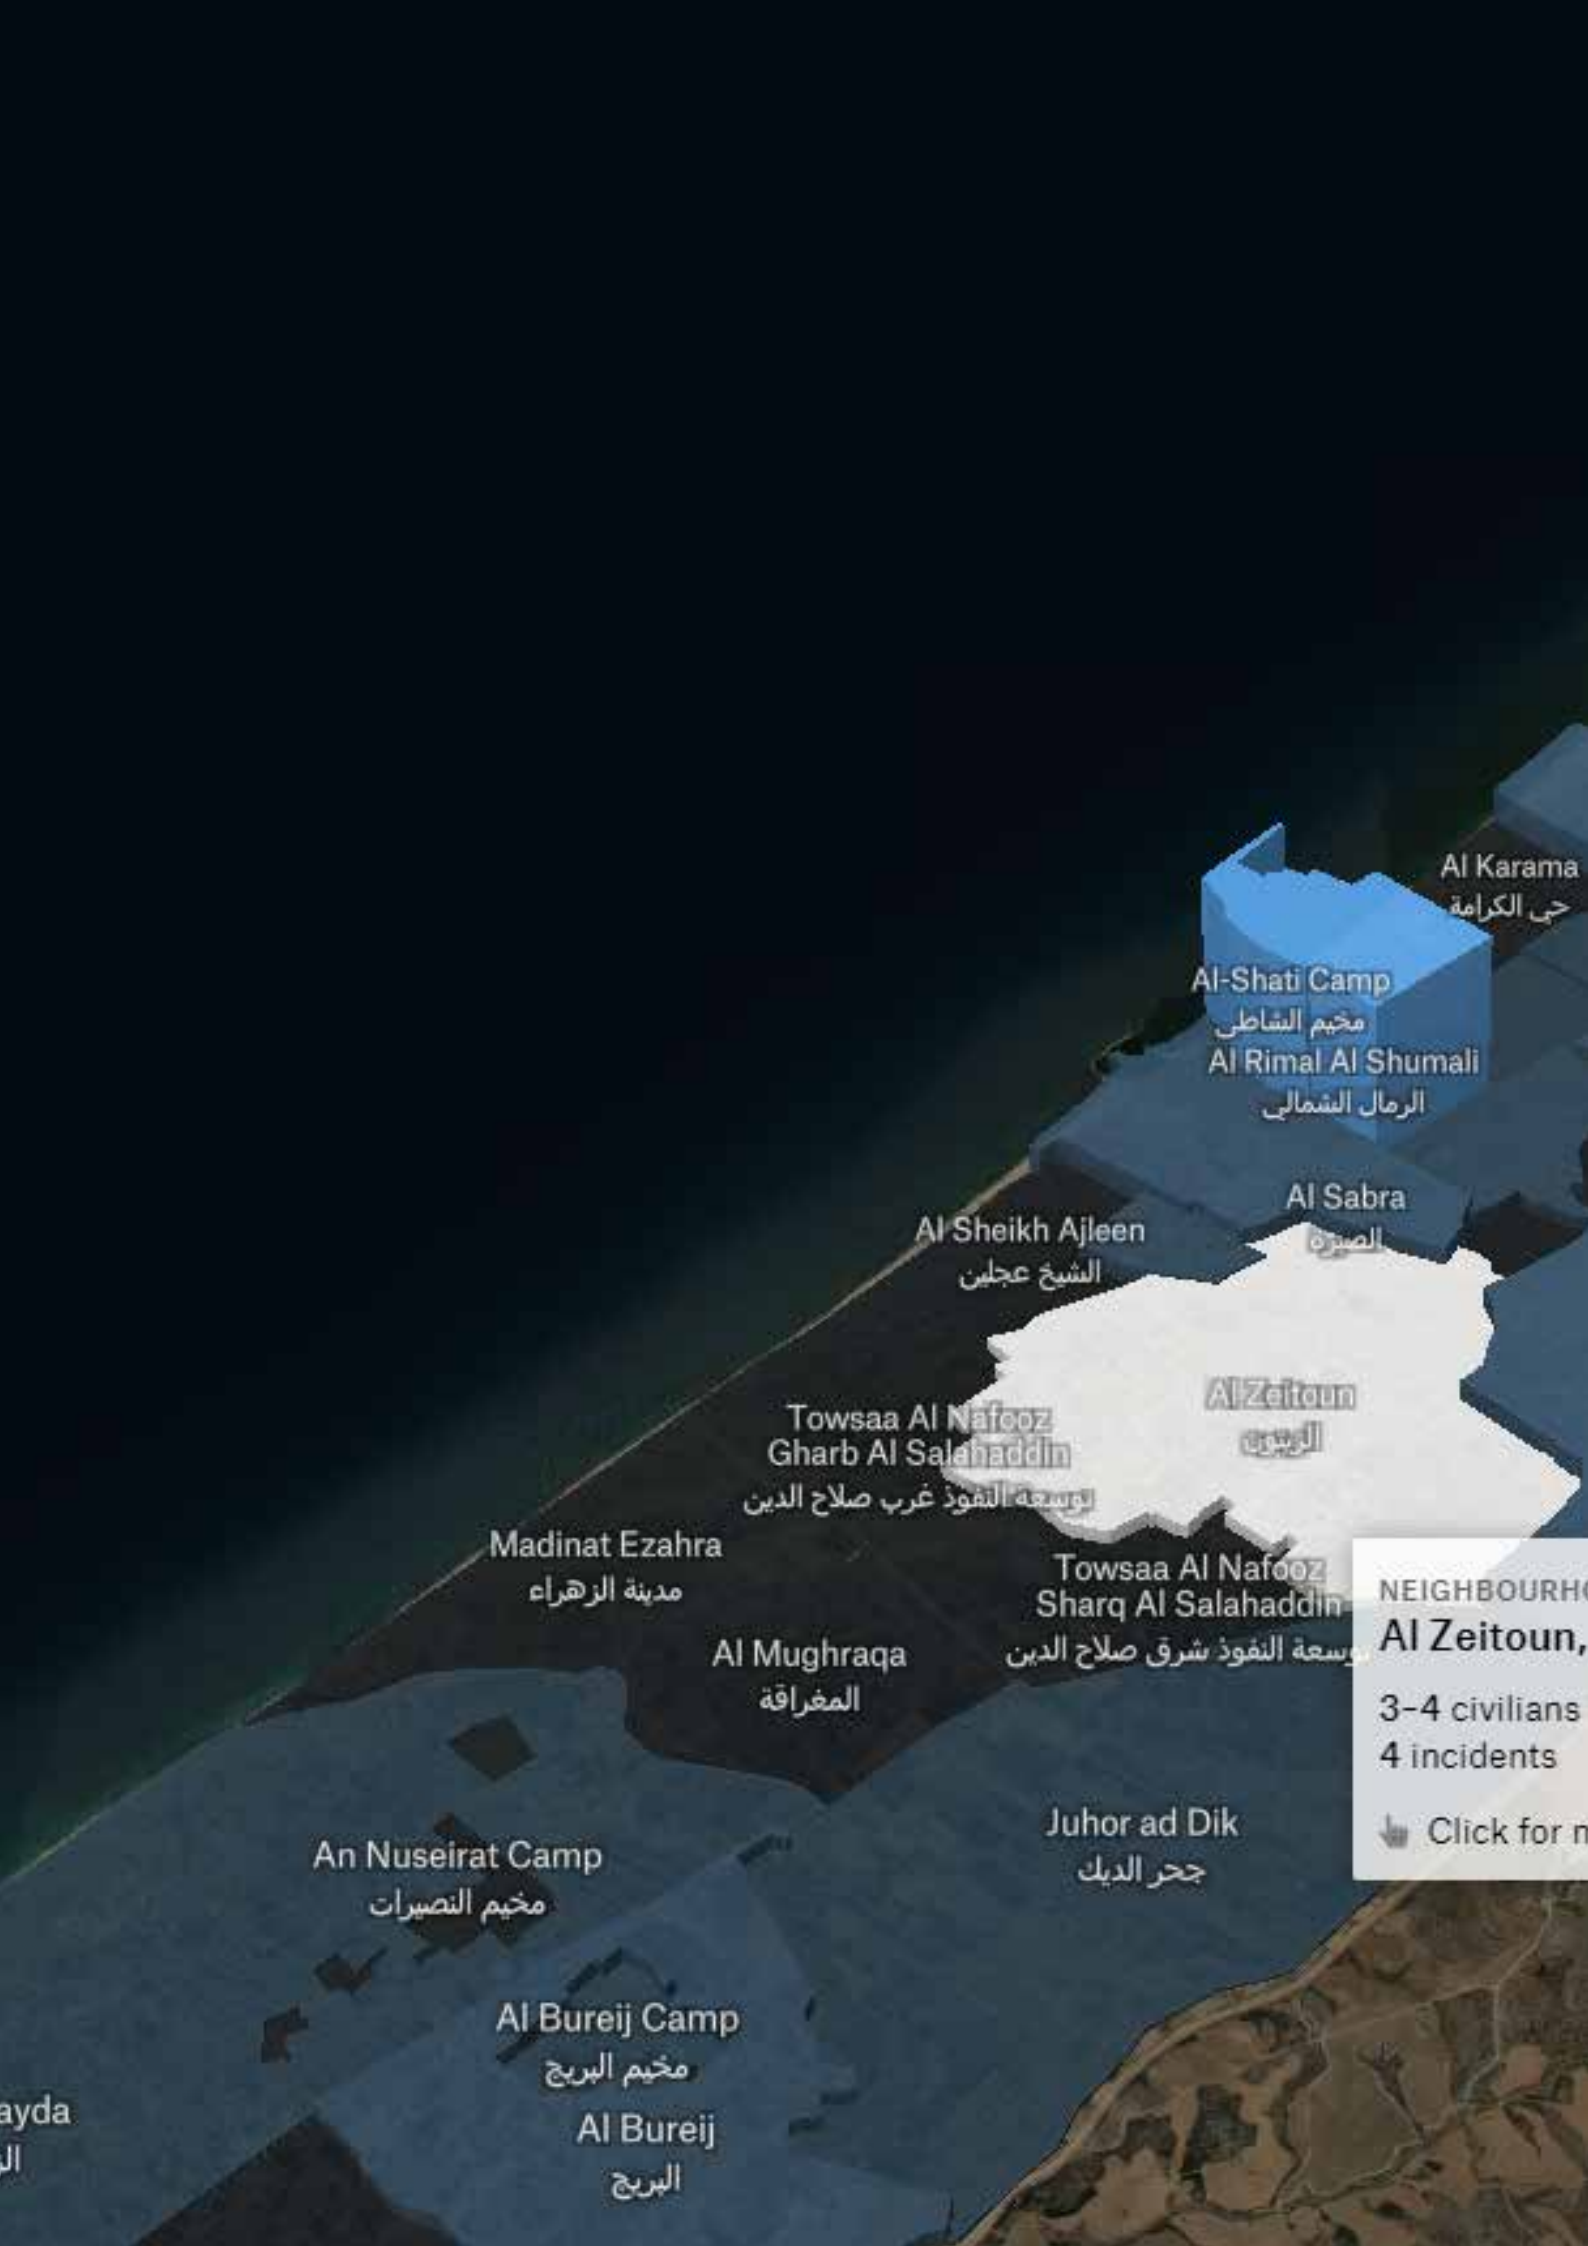 Al Karama
حي الكرامة
Al-Shati Camp
مخيم الشاطى
Al Rimal Al Shumali
الرمال الشمالي
Al Sabra
الصبرة
Al Sheikh Ajleen
الشيخ عجلين
Al Zeitoun
الزيتون
Towsaa Al Nafooz
Gharb Al Salahaddin
توسعة النفوذ غرب صلاح الدين
Madinat Ezahra
مدينة الزهراء
Towsaa Al Nafooz
Sharq Al Salahaddin
توسعة النفوذ شرق صلاح الدين
Al Mughraqa
المغراقة
NEIGHBOURHO
Al Zeitoun,
3–4 civilians
4 incidents
Click for
Juhor ad Dik
جحر الديك
An Nuseirat Camp
مخيم النصيرات
Al Bureij Camp
مخيم البريج
Al Bureij
البريج
ayda